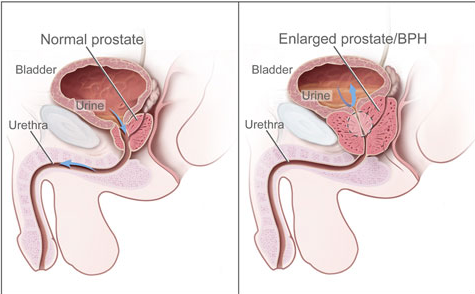 Normal prostate
Bladder
Urine
Urethra
Enlarged prostate/BPH
Bladder
Urine
Urethra